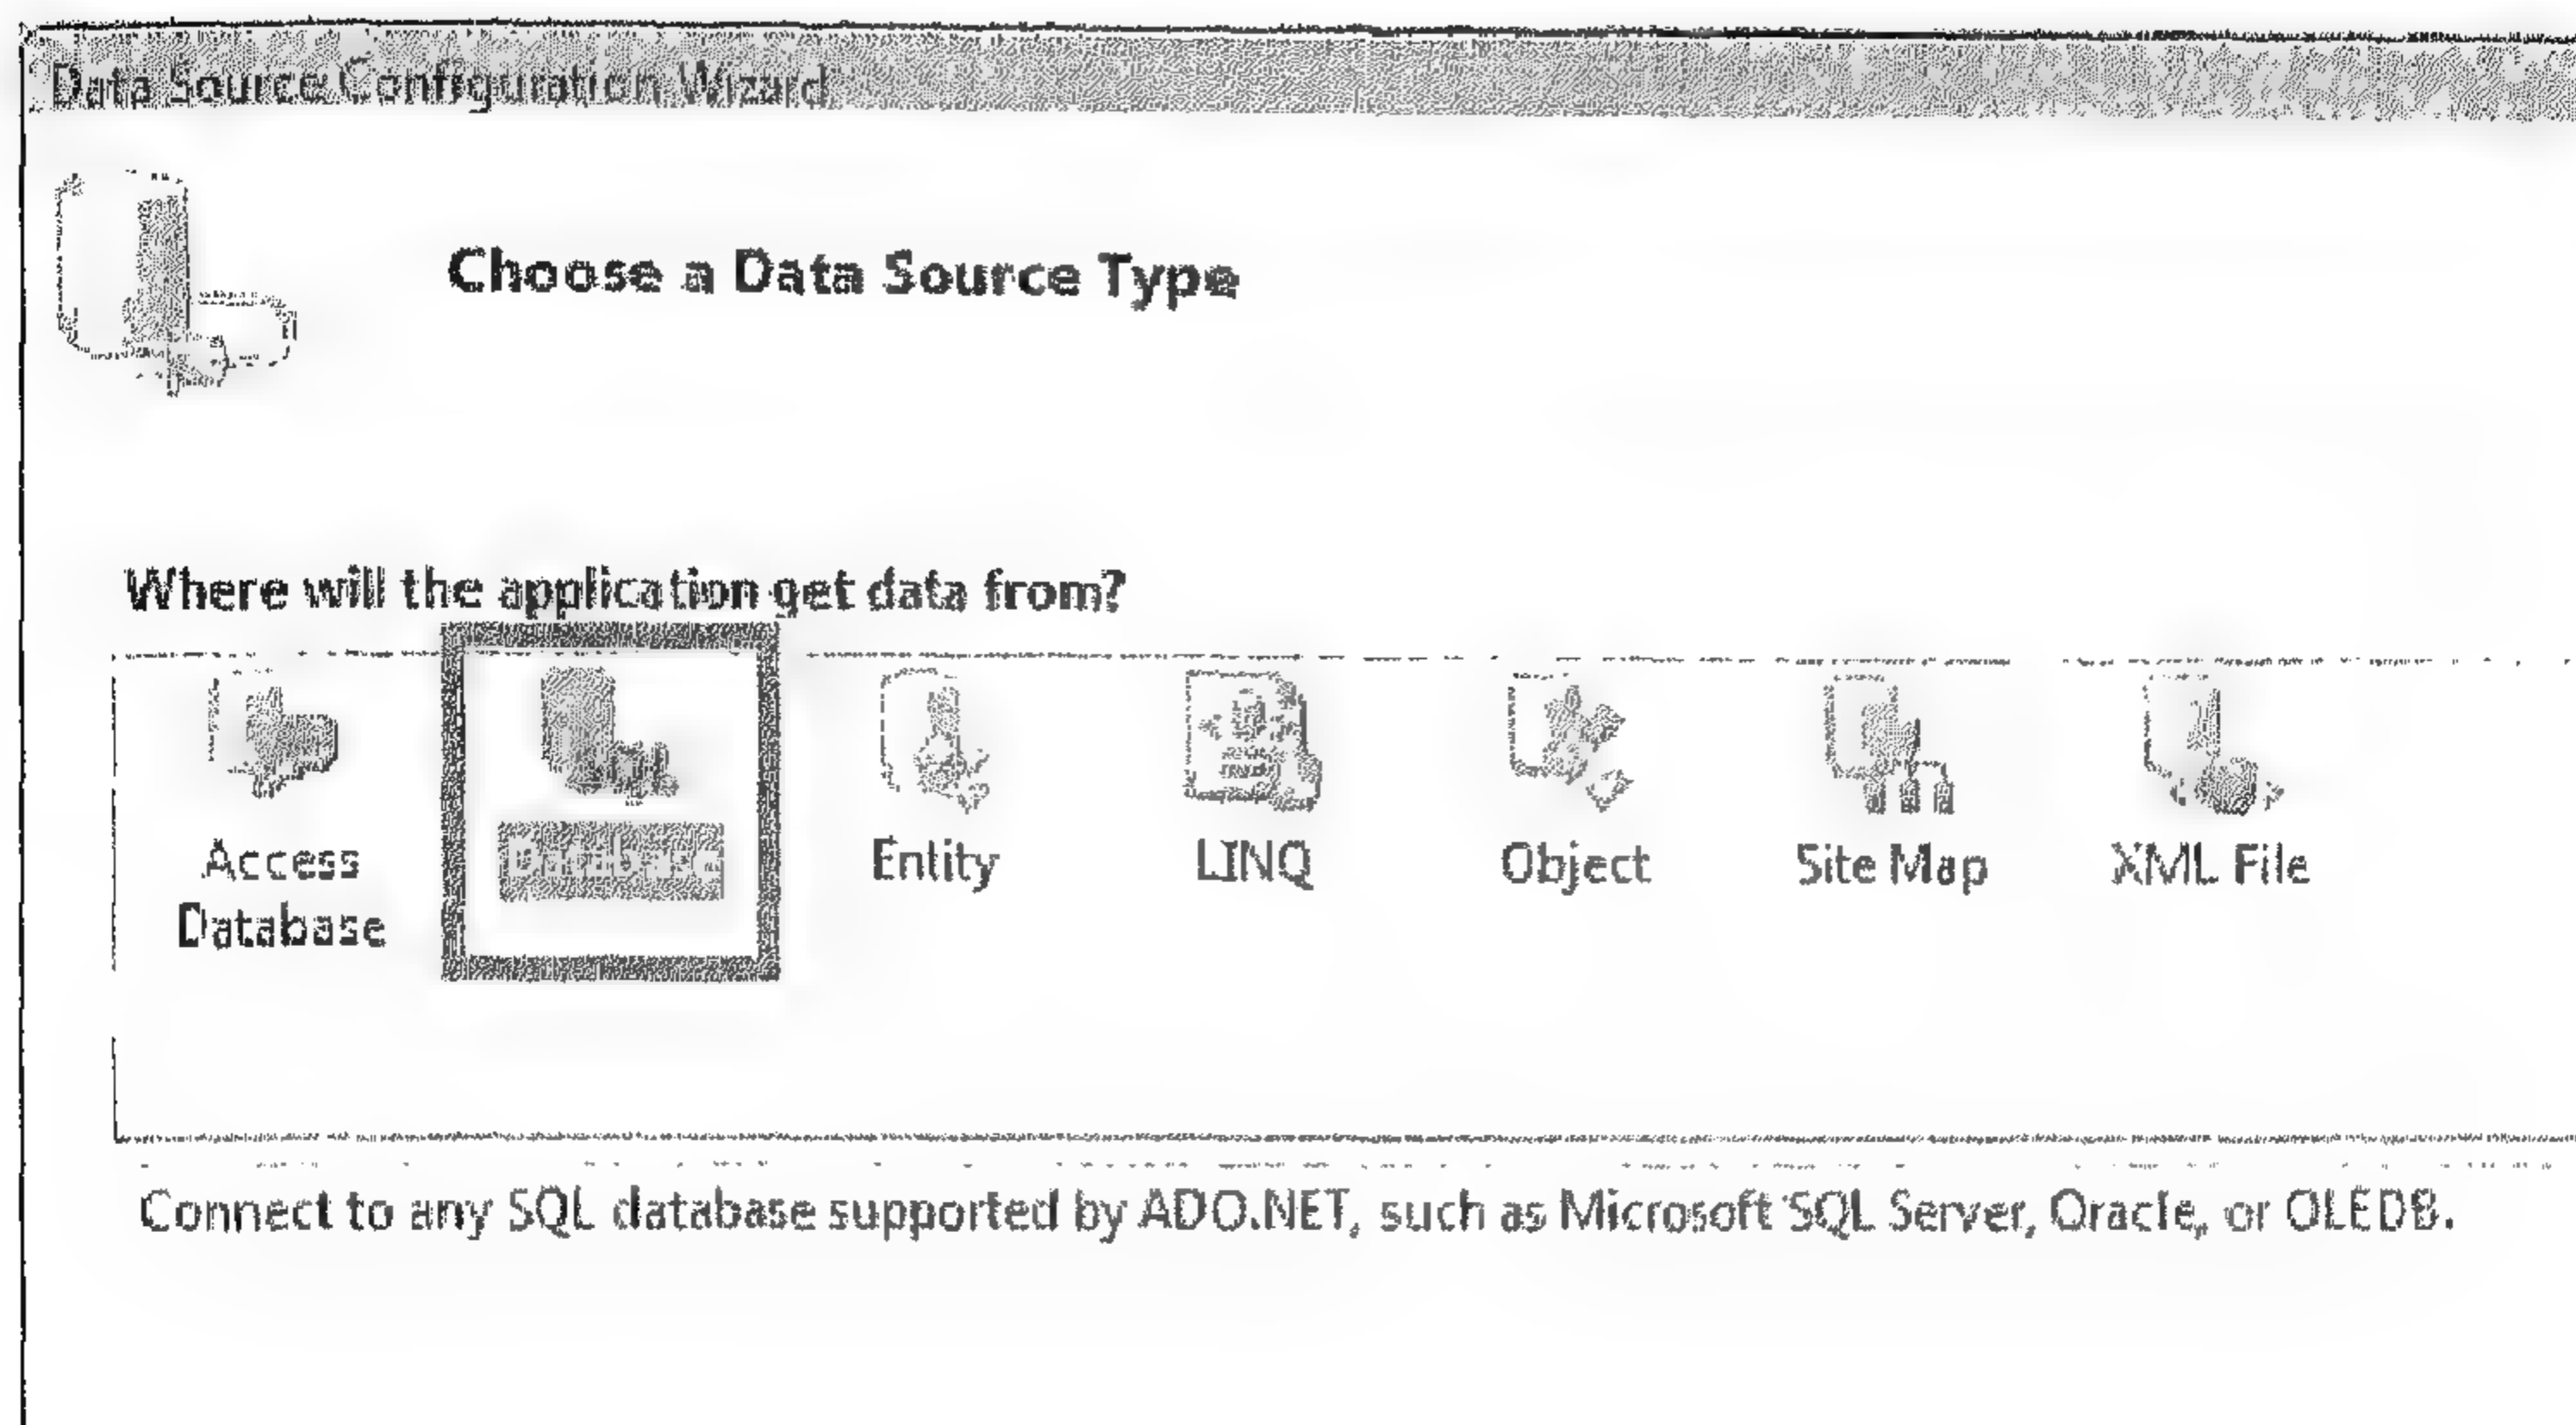 Data Source Configuration Wizard
Choose a Data Source Type
Where will the application get data from?
Access Database
Database
Entity
LINQ
Object
Site Map
XML File
Connect to any SQL database supported by ADO.NET, such as Microsoft SQL Server, Oracle, or OLEDB.